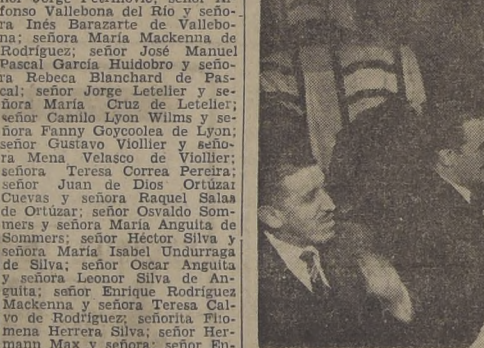 fonso Vallebona del Río y seño-
ra Inés Barazarte de Vallebo-
na; señora María Mackenna de
Rodríguez; señor José Manuel
Pascal García Huidobro y seño-
ra Rebeca Blanchard de Pas-
cal; señor Jorge Letelier y se-
ñora María Cruz de Letelier;
señor Camilo Lyon Wilms y se-
ñora Fanny Goycoolea de Lyon;
señor Gustavo Viollier y seño-
ra Mena Velasco de Viollier;
señora Teresa Correa Pereira;
señor Juan de Dios Ortúzar
Cuevas y señora Raquel Salas
de Ortúzar; señor Osvaldo Som-
mers y señora María Anguita de
Sommers; señor Héctor Silva y
señora María Isabel Undurraga
de Silva; señor Oscar Anguita
y señora Leonor Silva de An-
guita; señor Enrique Rodríguez
Mackenna y señora Teresa Cal-
vo de Rodríguez; señorita Filo-
mena Herrera Silva; señor Her-
mann Max y señora; señor En-